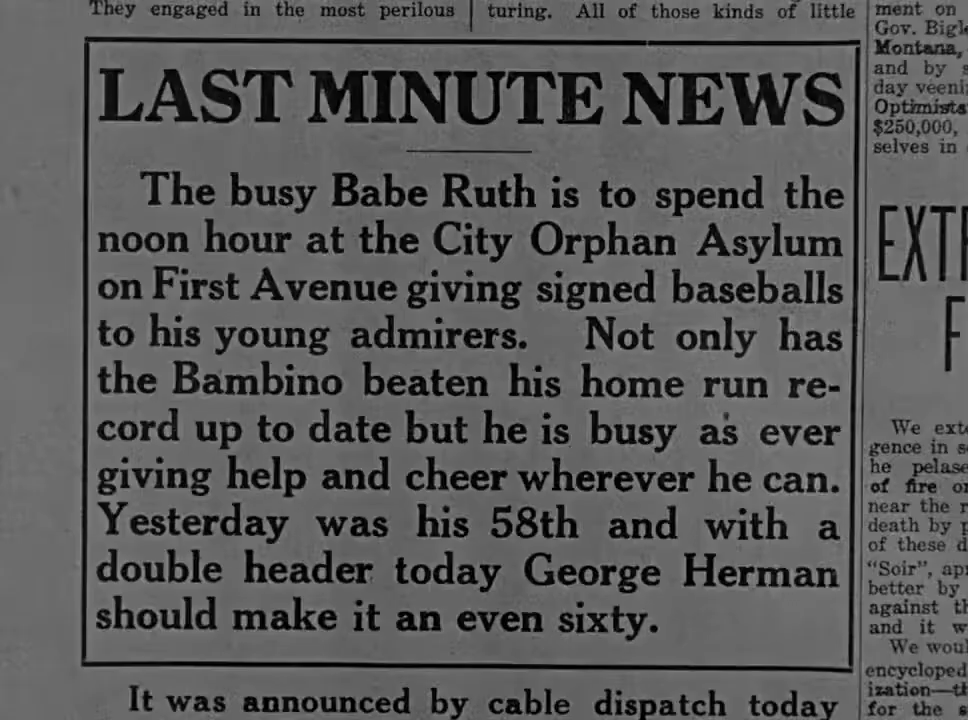 They engaged in the most perilous
turing. All of those kinds of little
LAST MINUTE NEWS
The busy Babe Ruth is to spend the
noon hour at the City Orphan Asylum
on First Avenue giving signed baseballs
to his young admirers. Not only has
the Bambino beaten his home run re-
cord up to date but he is busy as ever
giving help and cheer wherever he can.
Yesterday was his 58th and with a
double header today George Herman
should make it an even sixty.
It was announced by cable dispatch today
ment on
Gov.
Montana,
and by
day veeni
Optimists
$250,000,
selves in
EXT
F
We exte
gence in
he pelase
of fire
near the
death by
of these
"Soir",
better by
against
and it
We
encycloped
ization—
for the